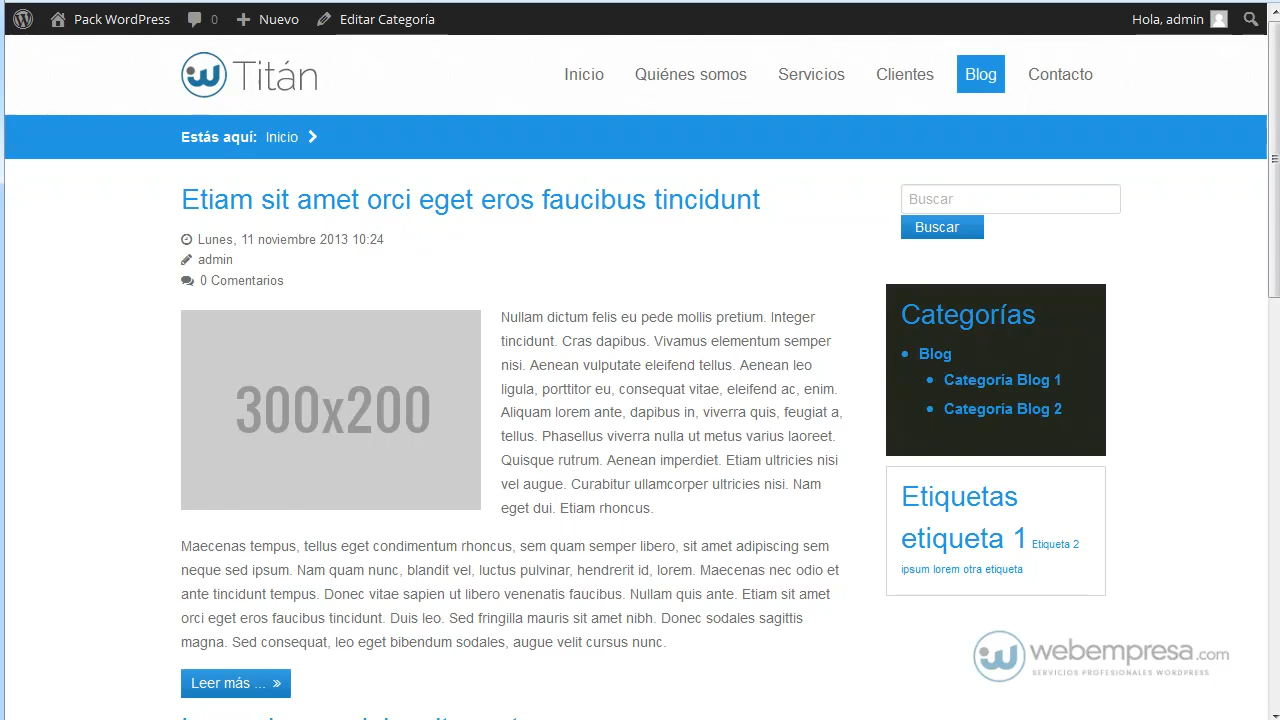 Pack WordPress 0 Nuevo Editar Categoría Hola, admin
Titán
Inicio Quiénes somos Servicios Clientes Blog Contacto
Estás aquí: Inicio
Etiam sit amet orci eget eros faucibus tincidunt
Lunes, 11 noviembre 2013 10:24
admin
0 Comentarios
300x200
Nullam dictum felis eu pede mollis pretium. Integer
tincidunt. Cras dapibus. Vivamus elementum semper
nisi. Aenean vulputate eleifend tellus. Aenean leo
ligula, porttitor eu, consequat vitae, eleifend ac, enim.
Aliquam lorem ante, dapibus in, viverra quis, feugiat a,
tellus. Phasellus viverra nulla ut metus varius laoreet.
Quisque rutrum. Aenean imperdiet. Etiam ultricies nisi
vel augue. Curabitur ullamcorper ultricies nisi. Nam
eget dui. Etiam rhoncus.
Maecenas tempus, tellus eget condimentum rhoncus, sem quam semper libero, sit amet adipiscing sem
neque sed ipsum. Nam quam nunc, blandit vel, luctus pulvinar, hendrerit id, lorem. Maecenas nec odio et
ante tincidunt tempus. Donec vitae sapien ut libero venenatis faucibus. Nullam quis ante. Etiam sit amet
orci eget eros faucibus tincidunt. Duis leo. Sed fringilla mauris sit amet nibh. Donec sodales sagittis
magna. Sed consequat, leo eget bibendum sodales, augue velit cursus nunc.
Leer más ... »
Buscar
Buscar
Categorías
Blog
Categoría Blog 1
Categoría Blog 2
Etiquetas
etiqueta 1 Etiqueta 2
ipsum lorem otra etiqueta
webempresa.com
SERVICIOS PROFESIONALES WORDPRESS